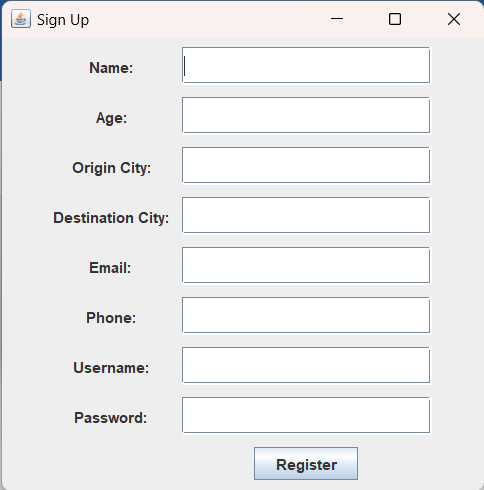 Sign Up
Name:
Age:
Origin City:
Destination City:
Email:
Phone:
Username:
Password:
Register